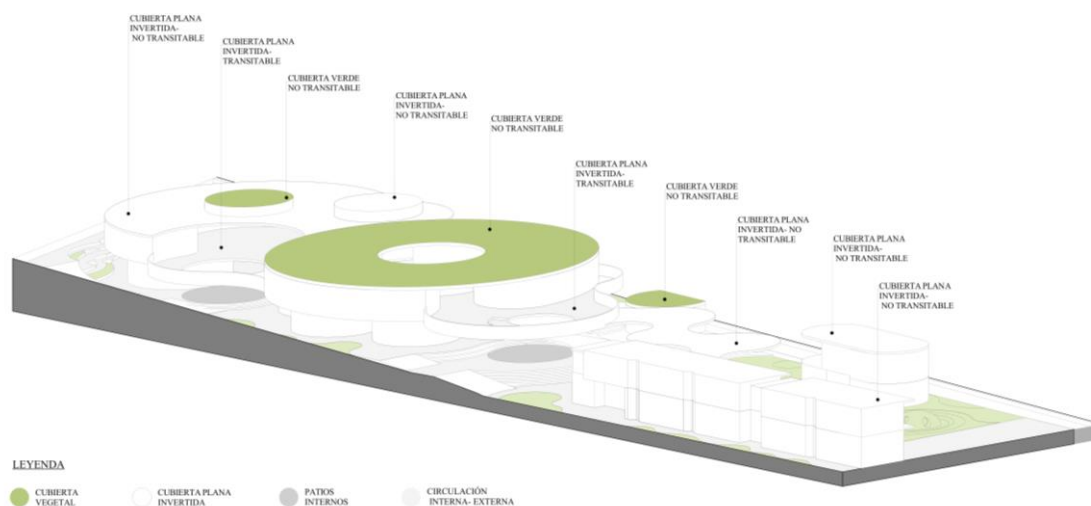 CUBIERTA PLANA
INVERTIDA-
NO TRANSITABLE
CUBIERTA PLANA
INVERTIDA-
TRANSITABLE
CUBIERTA VERDE
NO TRANSITABLE
CUBIERTA PLANA
INVERTIDA-
NO TRANSITABLE
CUBIERTA VERDE
NO TRANSITABLE
CUBIERTA PLANA
INVERTIDA-
TRANSITABLE
CUBIERTA VERDE
NO TRANSITABLE
CUBIERTA PLANA
INVERTIDA- NO
TRANSITABLE
CUBIERTA PLANA
INVERTIDA-
NO TRANSITABLE
CUBIERTA PLANA
INVERTIDA-
NO TRANSITABLE
LEYENDA
CUBIERTA
VEGETAL
CUBIERTA PLANA
INVERTIDA
PATIOS
INTERNOS
CIRCULACIÓN
INTERNA- EXTERNA